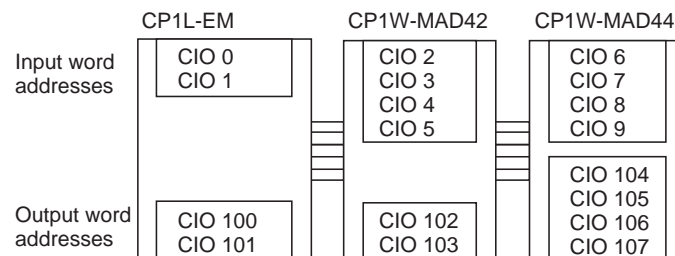 CP1L-EM CP1W-MAD42 CP1W-MAD44
Input word
addresses
CIO 0
CIO 1
CIO 2
CIO 3
CIO 4
CIO 5
CIO 6
CIO 7
CIO 8
CIO 9
Output word
addresses
CIO 100
CIO 101
CIO 102
CIO 103
CIO 104
CIO 105
CIO 106
CIO 107